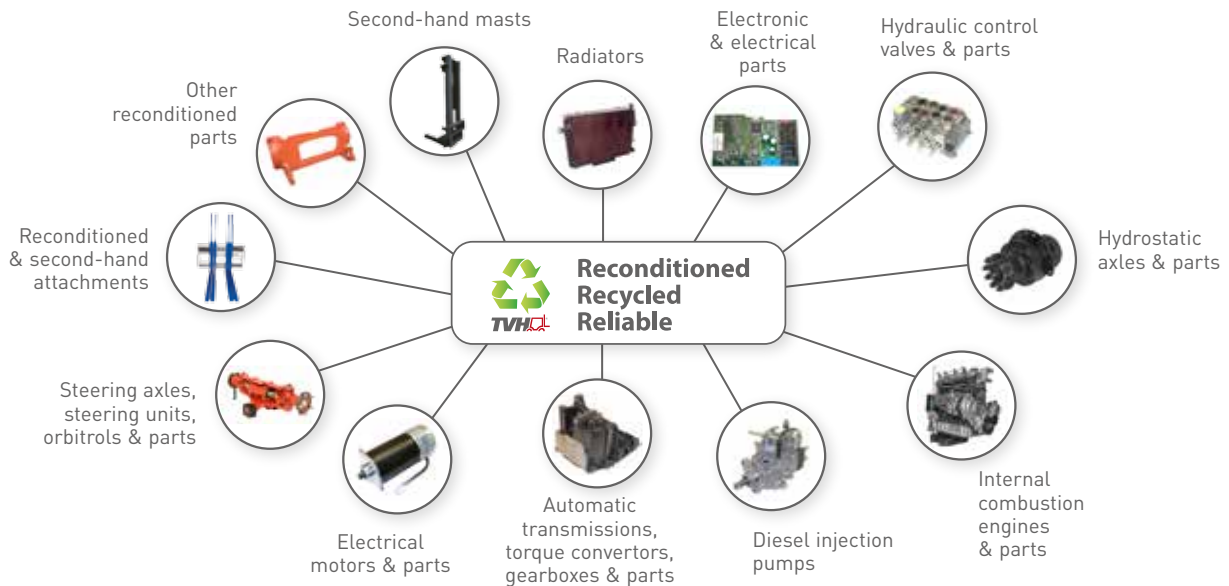 Second-hand masts
Radiators
Electronic
& electrical
parts
Hydraulic control
valves & parts
Other
reconditioned
parts
Reconditioned
& second-hand
attachments
Hydrostatic
axles & parts
Reconditioned
Recycled
Reliable
TVH
Steering axles,
steering units,
orbitrols & parts
Electrical
motors & parts
Automatic
transmissions,
torque convertors,
gearboxes & parts
Diesel injection
pumps
Internal
combustion
engines
& parts